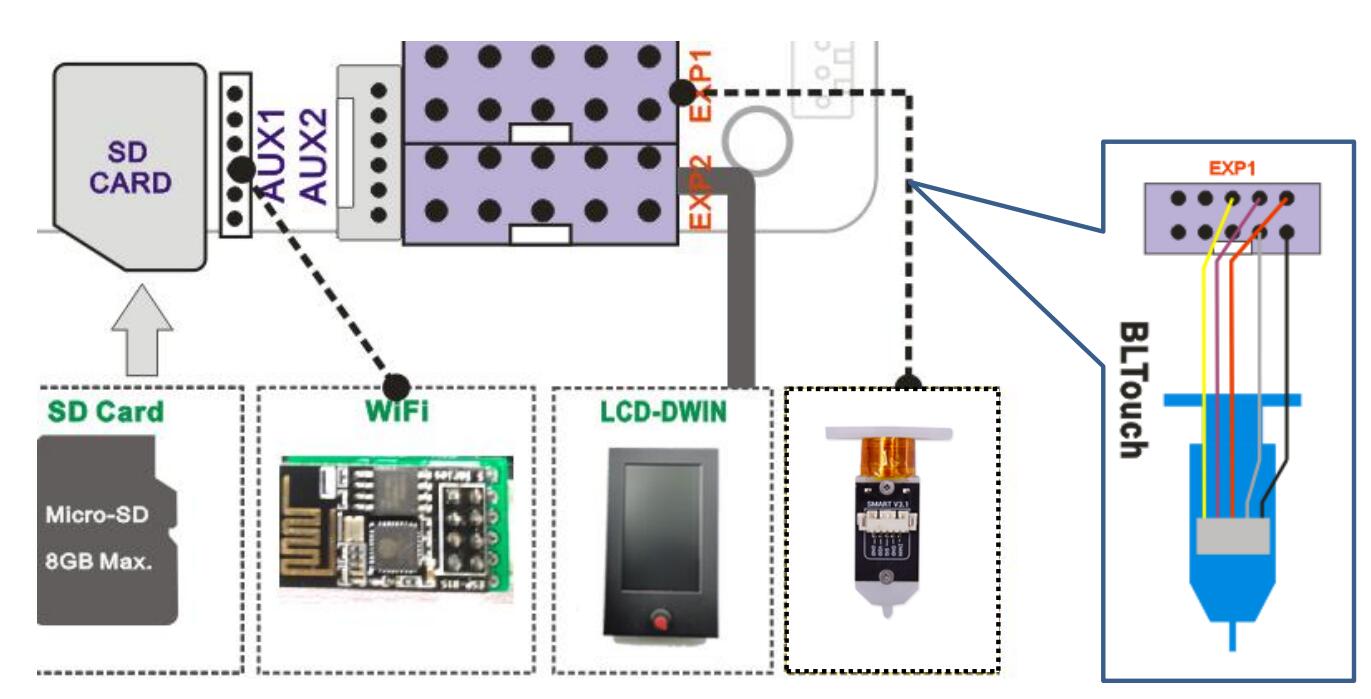 EXP1
SD
CARD
AUX1
AUX2
EXP2
EXP1
BLTouch
SD Card
WiFi
LCD-DWIN
Micro-SD
8GB Max.
SMART V3.1